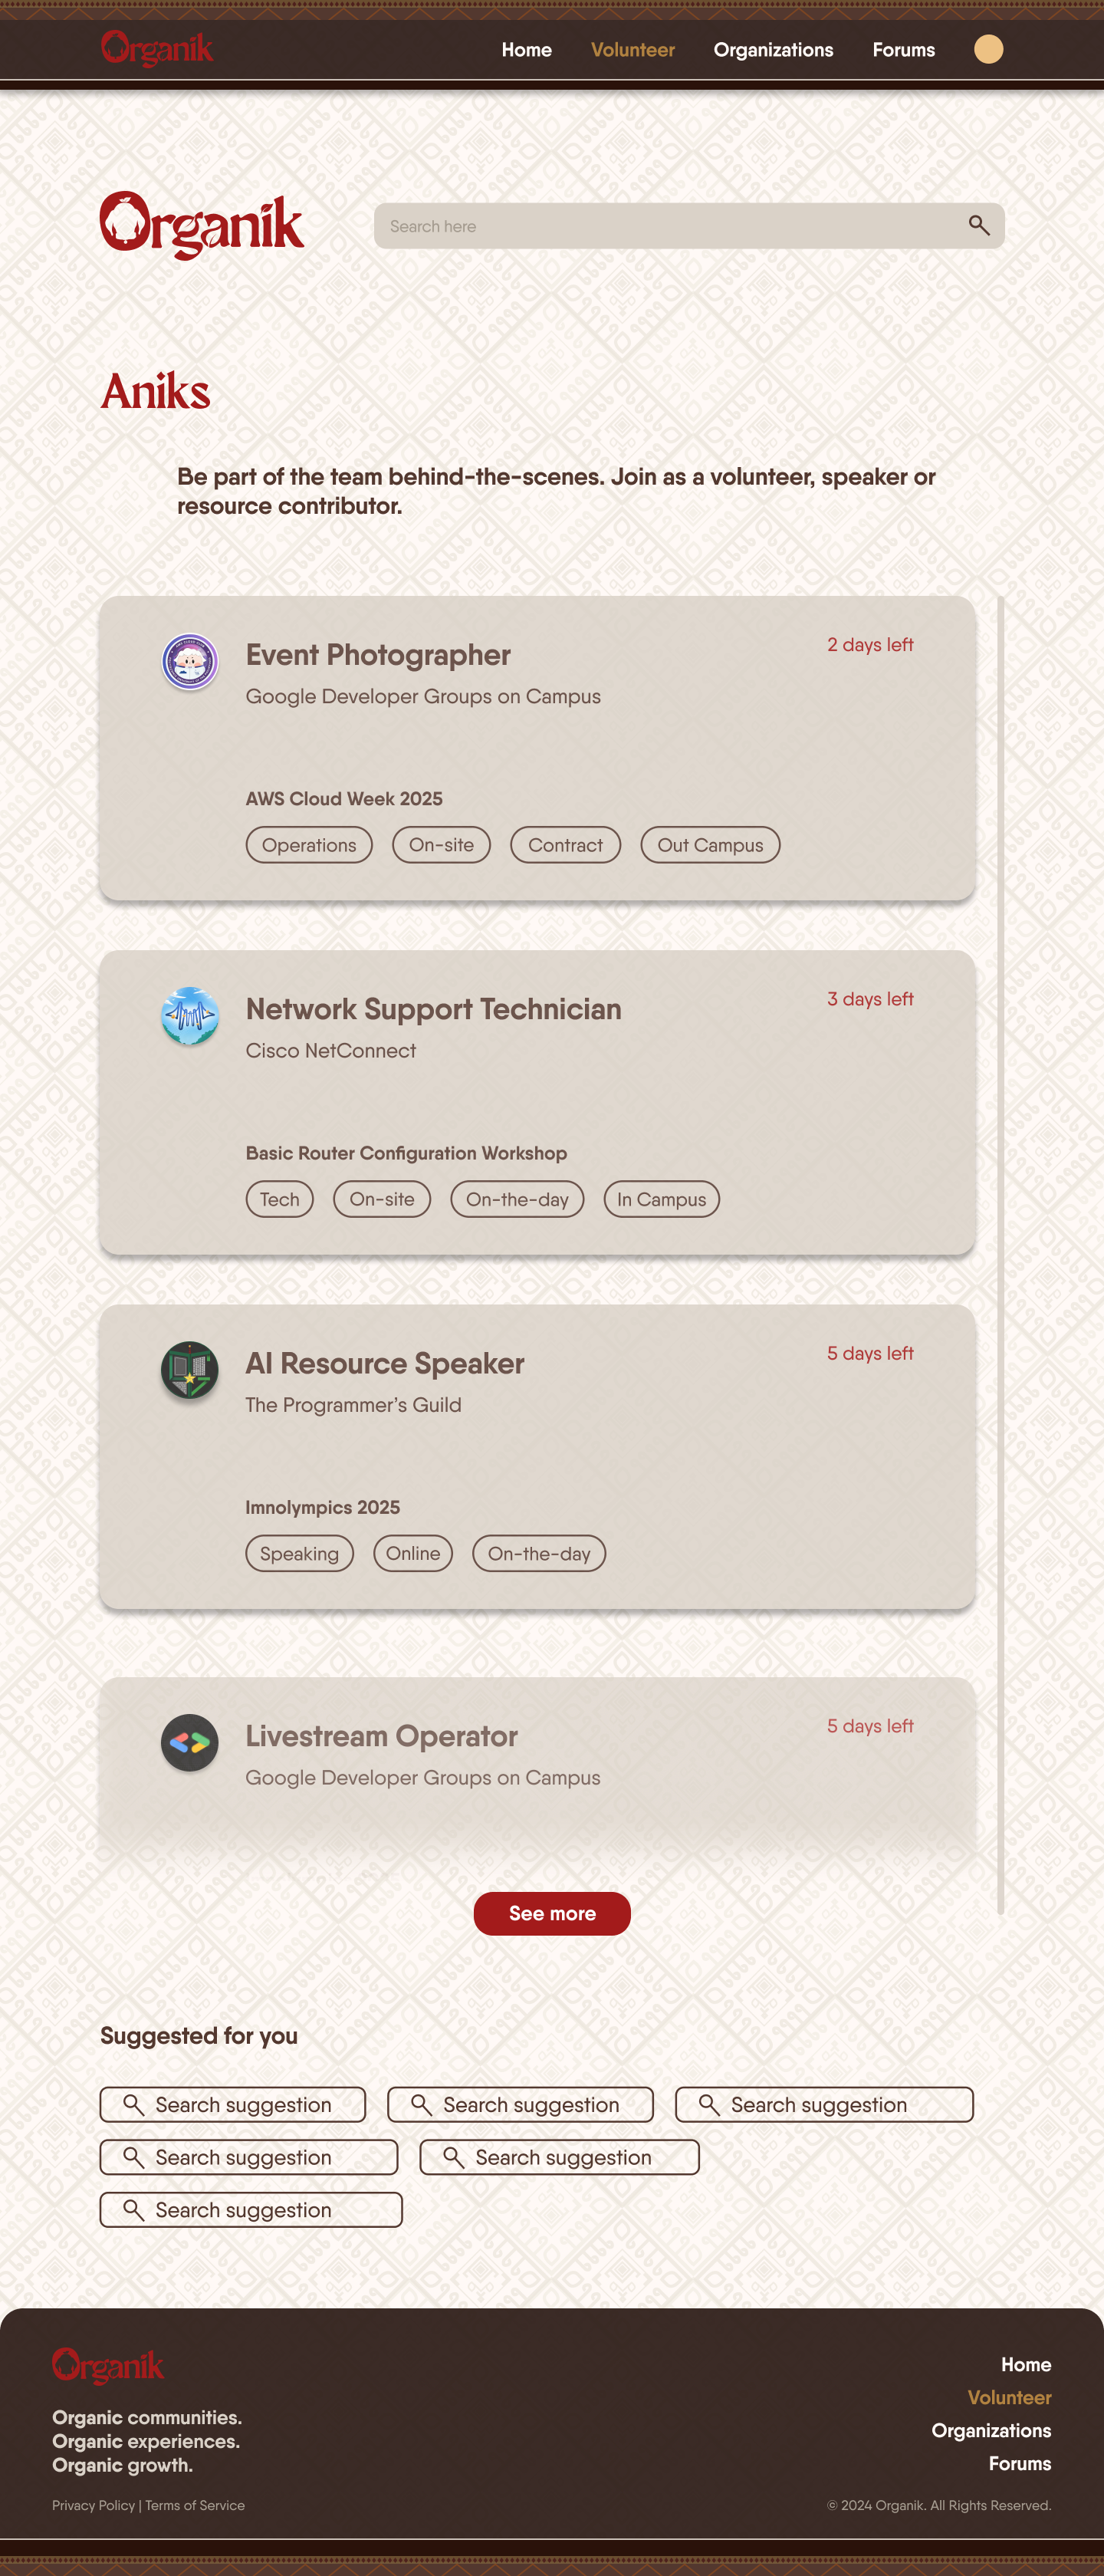 Organik
Home Volunteer Organizations Forums
Organik
Search here
Aniks
Be part of the team behind-the-scenes. Join as a volunteer, speaker or
resource contributor.
Event Photographer
2 days left
Google Developer Groups on Campus
AWS Cloud Week 2025
Operations On-site Contract Out Campus
Network Support Technician
3 days left
Cisco NetConnect
Basic Router Configuration Workshop
Tech On-site On-the-day In Campus
AI Resource Speaker
5 days left
The Programmer’s Guild
Imnolympics 2025
Speaking Online On-the-day
Livestream Operator
5 days left
Google Developer Groups on Campus
See more
Suggested for you
Search suggestion Search suggestion Search suggestion
Search suggestion Search suggestion
Search suggestion
Organik
Organic communities.
Organic experiences.
Organic growth.
Privacy Policy | Terms of Service
Home
Volunteer
Organizations
Forums
© 2024 Organik. All Rights Reserved.